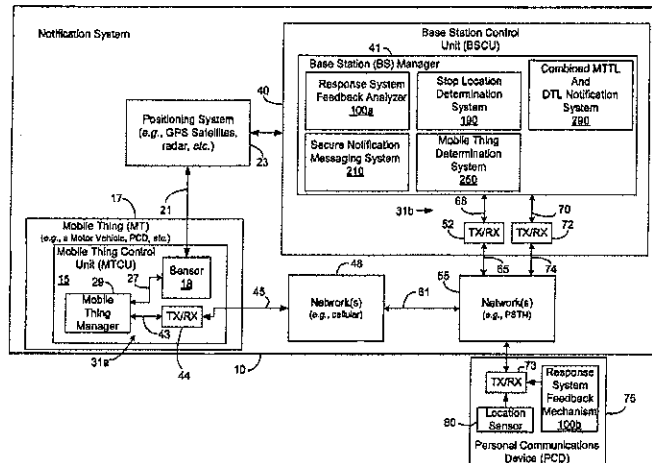 Notification System
Base Station Control
Unit (BSCU)
41
Base Station (BS) Manager
40
Response System
Feedback Analyzer
100a
Stop Location
Determination
System
190
Combined MTTL
And
DTL Notification
System
290
Positioning System
(e.g., GPS Satellites,
radar, etc.)
23
Secure Notification
Messaging System
210
Mobile Thing
Determination
System
250
17
21
68
70
31b
Mobile Thing (MT)
(e.g., a Motor Vehicle, PCD, etc.)
52
TX/RX
TX/RX
72
Mobile Thing Control
Unit (MTCU)
15
29
27
Sensor
18
48
55
65
74
Mobile Thing
Manager
45
Network(s)
(e.g., cellular)
61
Network(s)
(e.g., PSTH)
TX/RX
43
31a
44
10
73
TX/RX
Response
System
Feedback
Mechanism
100b
75
80
Location
Sensor
Personal Communications
Device (PCD)